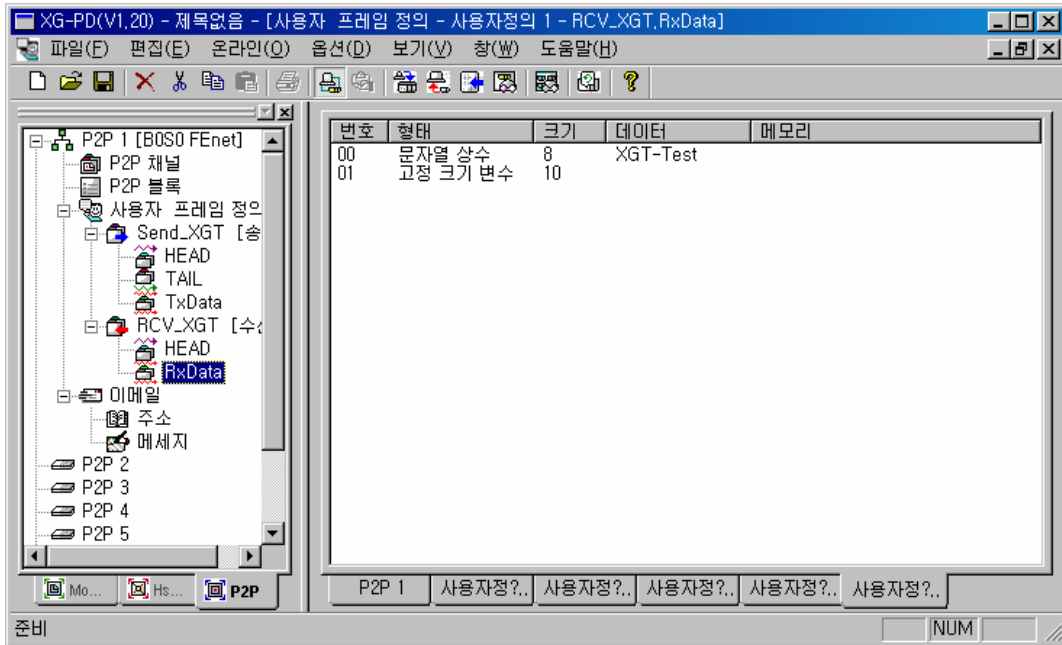 XG-PD(V1,20) - 제목없음 - [사용자 프레임 정의 - 사용자정의 1 - RCV_XGT,RxData]
파일(F) 편집(E) 온라인(O) 옵션(D) 보기(V) 창(W) 도움말(H)
P2P 1 [B0S0 FEnet]
P2P 채널
P2P 블록
사용자 프레임 정의
Send_XGT [송
HEAD
TAIL
TxData
RCV_XGT [수신
HEAD
RxData
이메일
주소
메세지
P2P 2
P2P 3
P2P 4
P2P 5
Mo... Hs... P2P
번호 형태 크기 데이터 메모리
00 문자열 상수 8 XGT-Test
01 고정 크기 변수 10
P2P 1 사용자정?.. 사용자정?.. 사용자정?.. 사용자정?.. 사용자정?..
준비 NUM